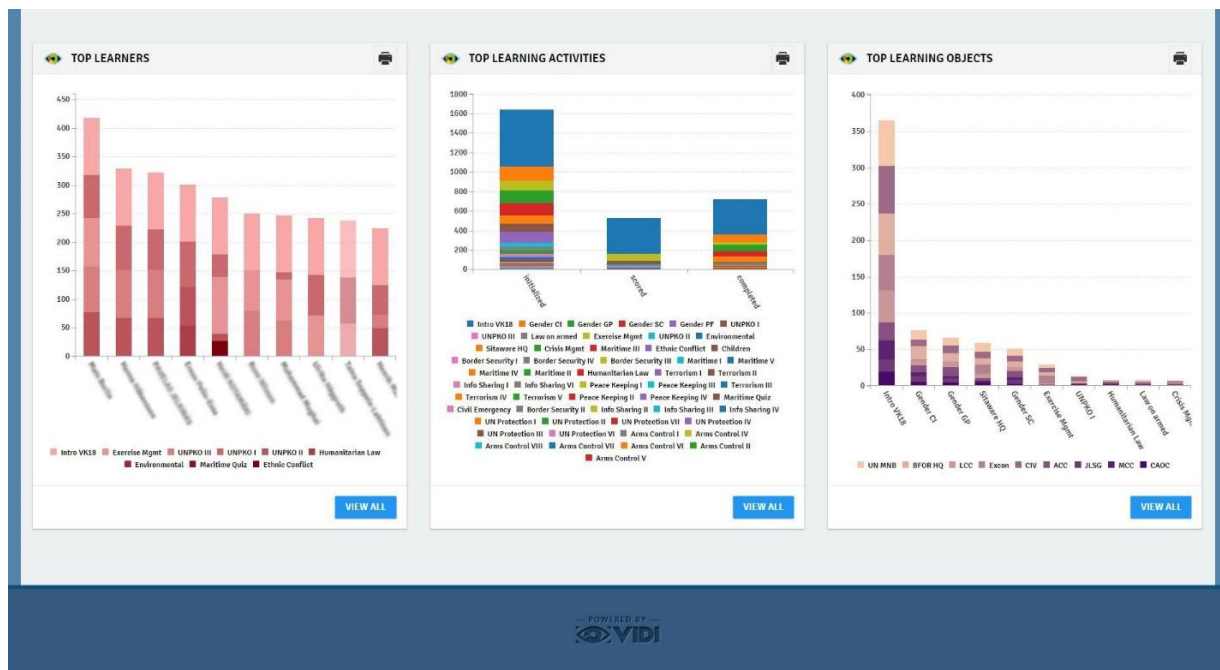 TOP LEARNERS
450
400
350
300
250
200
150
100
50
0
Intro VK18 Exercise Mgmt UNPKO III UNPKO I UNPKO II Humanitarian Law
Environmental Maritime Quiz Ethnic Conflict
VIEW ALL
TOP LEARNING ACTIVITIES
1800
1600
1400
1200
1000
800
600
400
200
0
initialized
scored
completed
Intro VK18 Gender CI Gender GP Gender SC Gender PF UNPKO I
UNPKO III Law on armed Exercise Mgmt UNPKO II Environmental
Sitaware HQ Crisis Mgmt Maritime III Ethnic Conflict Children
Border Security I Border Security IV Border Security III Maritime I Maritime V
Maritime IV Maritime II Humanitarian Law Terrorism I Terrorism II
Info Sharing I Info Sharing VI Peace Keeping I Peace Keeping III Terrorism III
Terrorism IV Terrorism V Peace Keeping II Peace Keeping IV Maritime Quiz
Civil Emergency Border Security II Info Sharing II Info Sharing III Info Sharing IV
UN Protection I UN Protection II UN Protection VII UN Protection IV
UN Protection III UN Protection VI Arms Control I Arms Control IV
Arms Control VIII Arms Control VII Arms Control VI Arms Control II
Arms Control V
VIEW ALL
TOP LEARNING OBJECTS
400
350
300
250
200
150
100
50
0
Intro VK18
Gender CI
Gender GP
Sitaware HQ
Gender SC
Exercise Mgmt
UNPKO I
Humanitarian Law
Law on armed
Crisis Mg
UN MNB BFOR HQ LCC Excon CIV ACC JLSG MCC CAOC
VIEW ALL
POWERED BY
VIDI